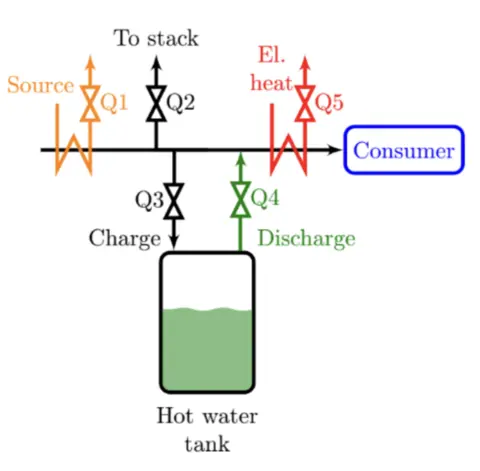 To stack
El.
heat
Source
Q1
Q2
Q5
Consumer
Q3
Q4
Charge
Discharge
Hot water
tank